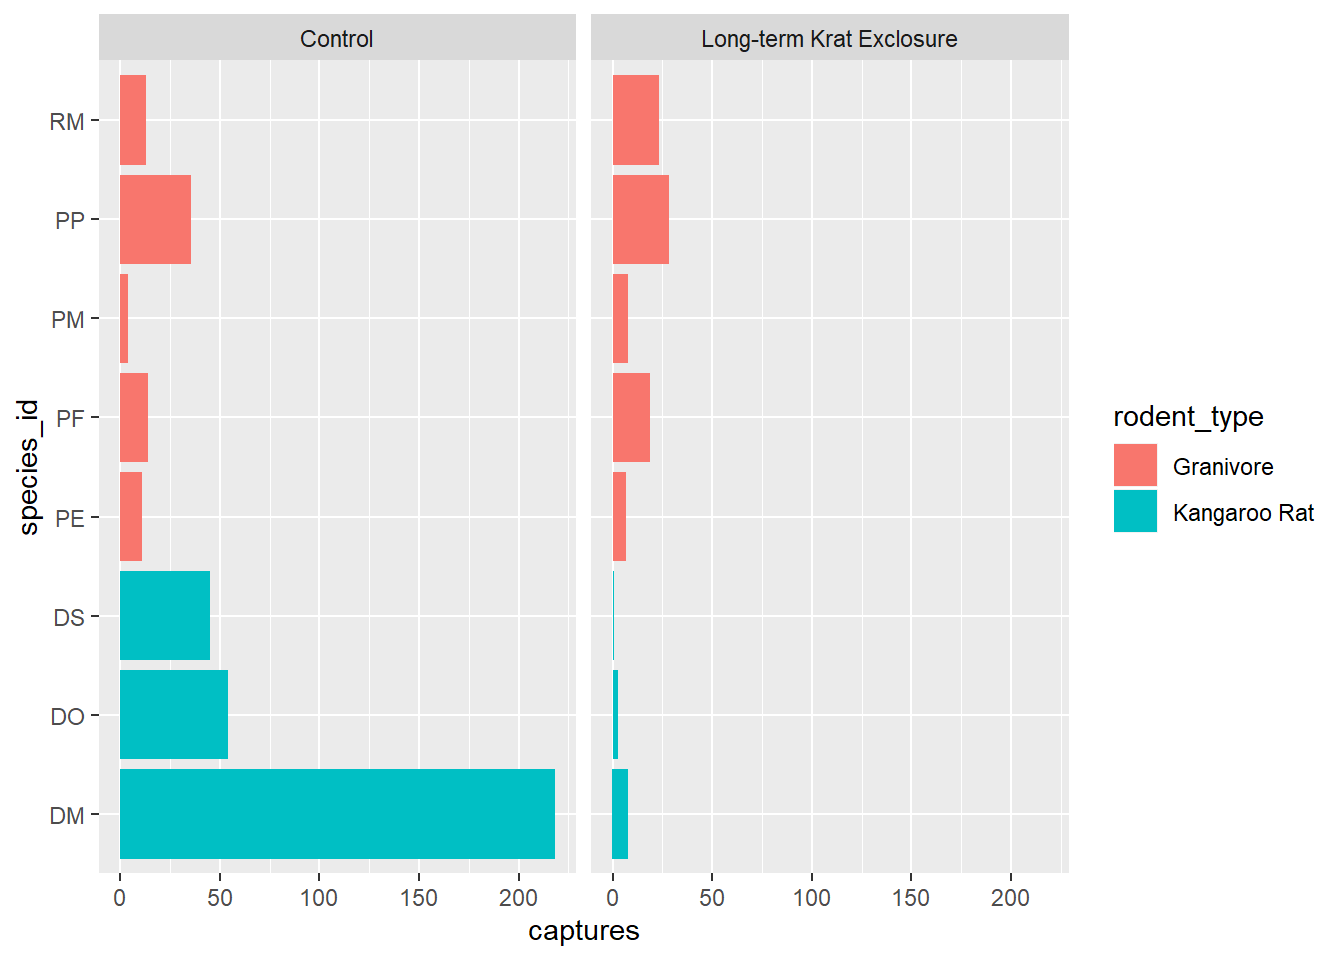 Control
Long-term Krat Exclosure
species_id
RM
PP
PM
PF
PE
DS
DO
DM
0 50 100 150 200
0 50 100 150 200
captures
rodent_type
Granivore
Kangaroo Rat